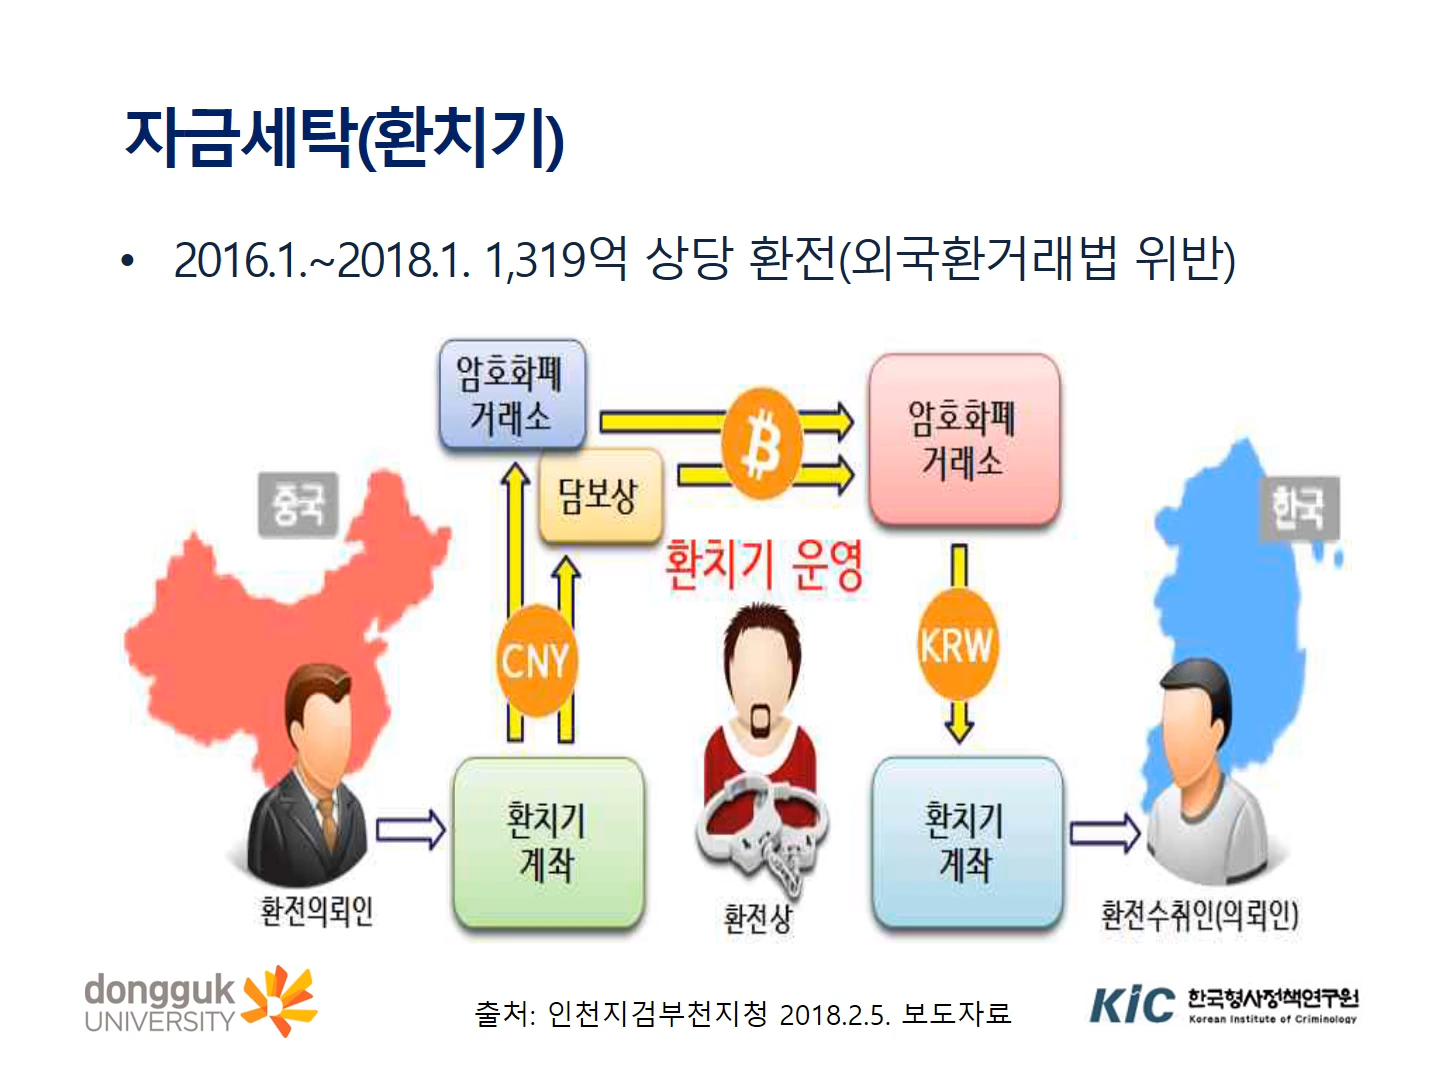 자금세탁(환치기)
• 2016.1.~2018.1. 1,319억 상당 환전(외국환거래법 위반)
암호화폐
거래소
담보상
암호화폐
거래소
중국
한국
환치기 운영
CNY
KRW
환치기
계좌
환치기
계좌
환전의뢰인
환전상
환전수취인(의뢰인)
dongguk
UNIVERSITY
출처: 인천지검부천지청 2018.2.5. 보도자료
KIC 한국형사정책연구원
Korean Institute of Criminology